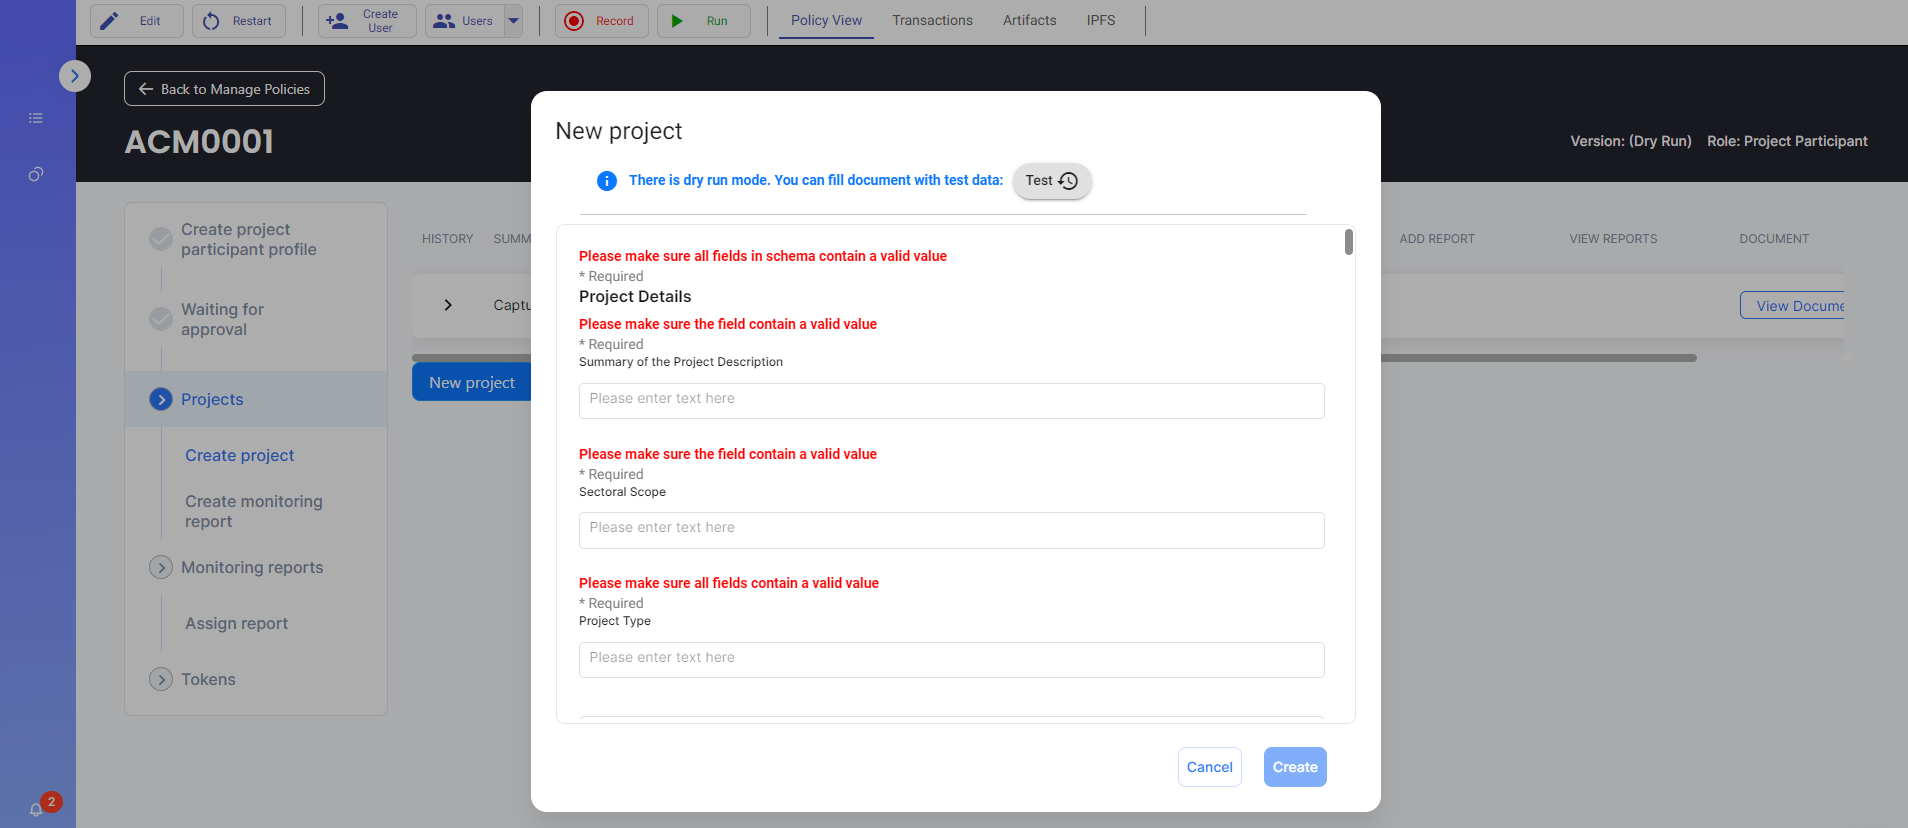 Edit
Restart
Create
User
Users
Record
Run
Policy View
Transactions
Artifacts
IPFS
Back to Manage Policies
ACM0001
Version: (Dry Run)
Role: Project Participant
Create project
participant profile
Waiting for
approval
Projects
Create project
Create monitoring
report
Monitoring reports
Assign report
Tokens
2
HISTORY
SUMM
ADD REPORT
VIEW REPORTS
DOCUMENT
Captu
View Docume
New project
New project
There is dry run mode. You can fill document with test data:
Test
Please make sure all fields in schema contain a valid value
* Required
Project Details
Please make sure the field contain a valid value
* Required
Summary of the Project Description
Please enter text here
Please make sure the field contain a valid value
* Required
Sectoral Scope
Please enter text here
Please make sure all fields contain a valid value
* Required
Project Type
Please enter text here
Cancel
Create